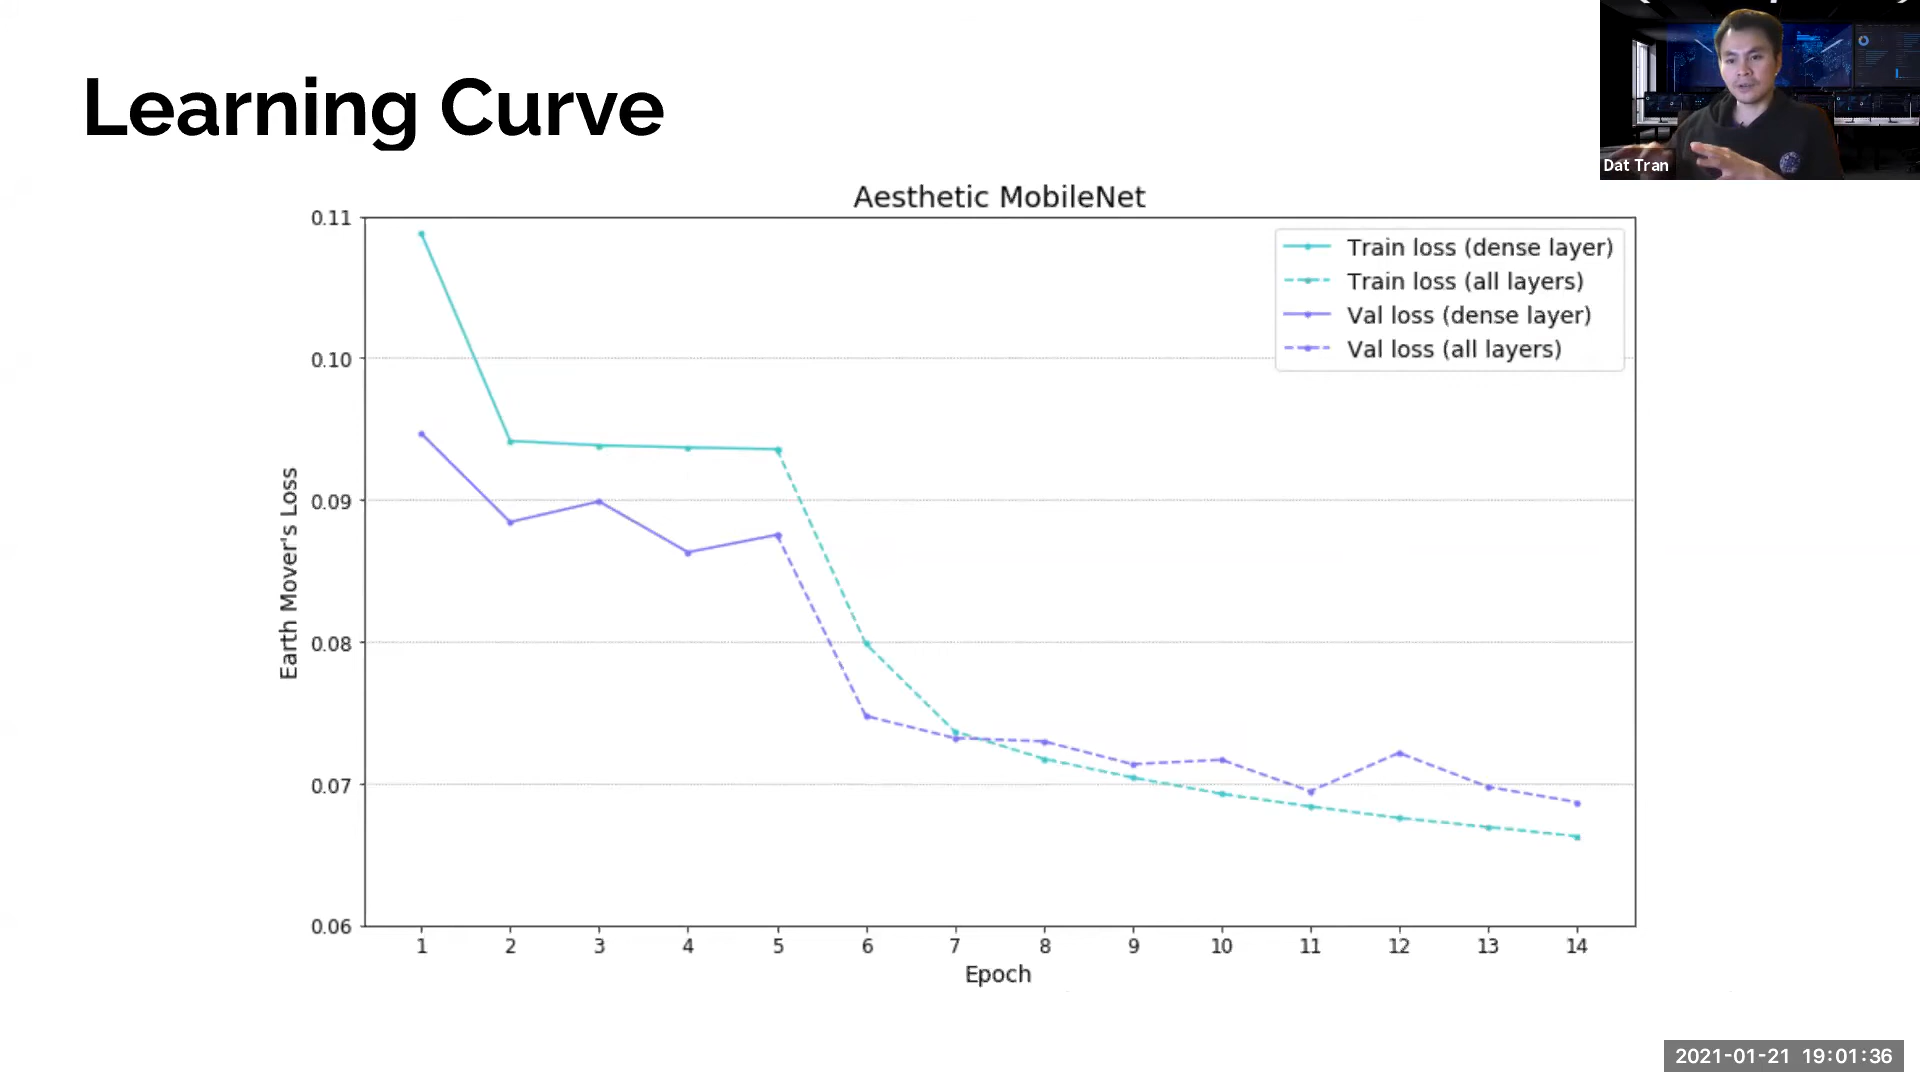 Learning Curve
Dat Tran
Aesthetic MobileNet
Train loss (dense layer)
Train loss (all layers)
Val loss (dense layer)
Val loss (all layers)
Earth Mover's Loss
0.11
0.10
0.09
0.08
0.07
0.06
1 2 3 4 5 6 7 8 9 10 11 12 13 14
Epoch
2021-01-21 19:01:36